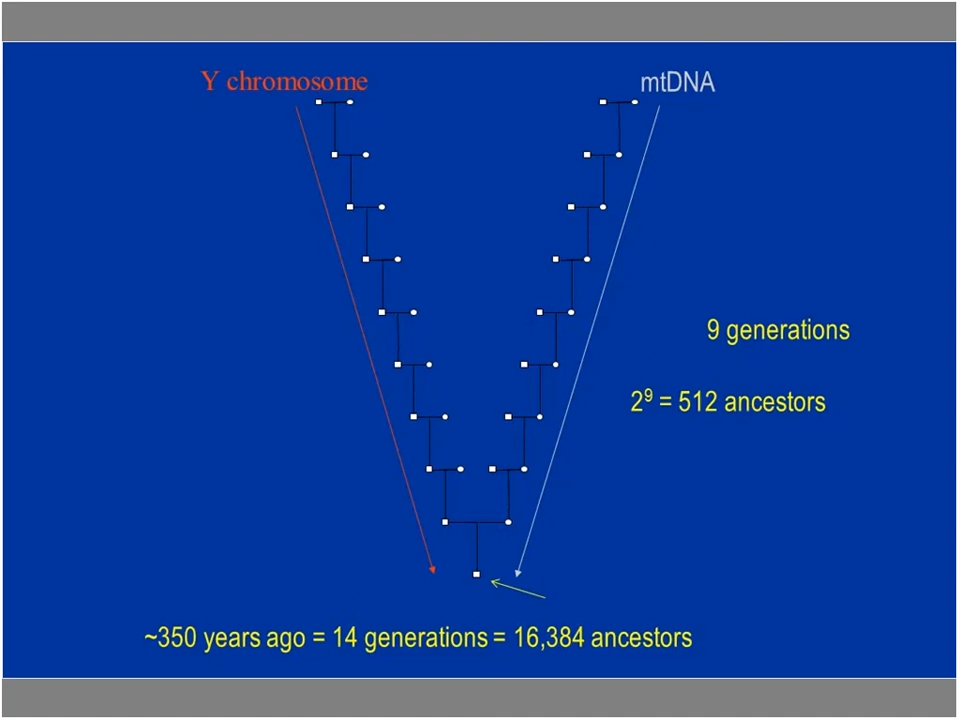 Y chromosome
mtDNA
9 generations
2⁹ = 512 ancestors
~350 years ago = 14 generations = 16,384 ancestors